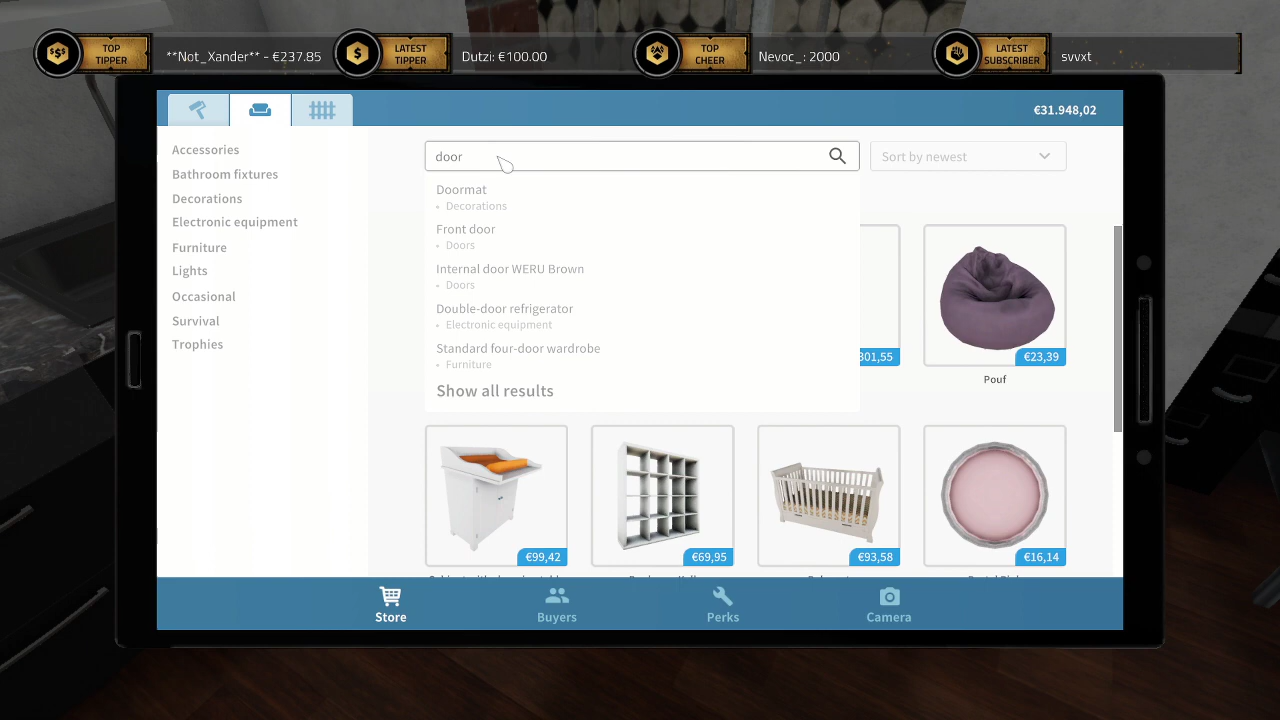 TOP TIPPER
**Not_Xander** - €237.85
LATEST TIPPER
Dutzi: €100.00
TOP CHEER
Nevoc_: 2000
LATEST SUBSCRIBER
svvxt
€31.948,02
Accessories
Bathroom fixtures
Decorations
Electronic equipment
Furniture
Lights
Occasional
Survival
Trophies
door
Sort by newest
Doormat
• Decorations
Front door
• Doors
Internal door WERU Brown
• Doors
Double-door refrigerator
• Electronic equipment
Standard four-door wardrobe
• Furniture
Show all results
301,55
€23,39
Pouf
€99,42
€69,95
€93,58
€16,14
Store
Buyers
Perks
Camera